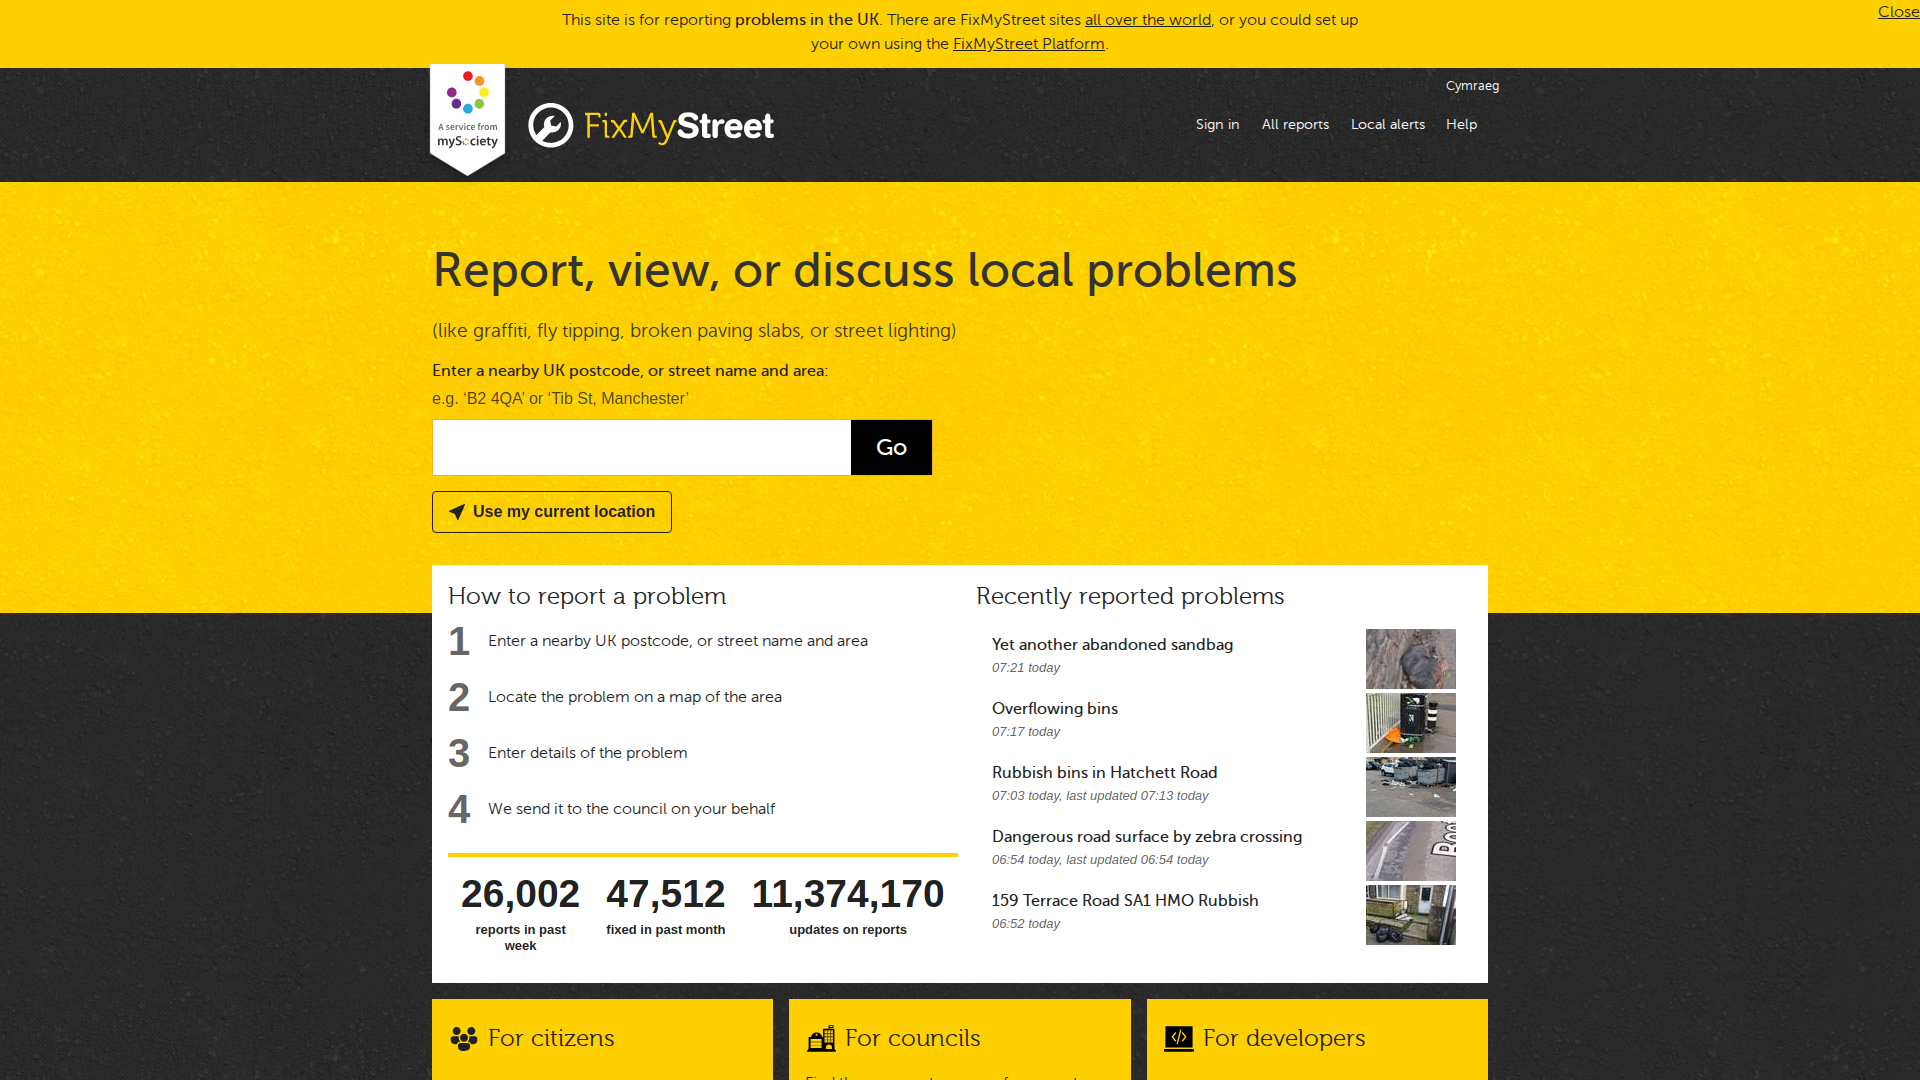 This site is for reporting problems in the UK. There are FixMyStreet sites all over the world, or you could set up
your own using the FixMyStreet Platform.
Close
A service from
mySociety
FixMyStreet
Cymraeg
Sign in
All reports
Local alerts
Help
Report, view, or discuss local problems
(like graffiti, fly tipping, broken paving slabs, or street lighting)
Enter a nearby UK postcode, or street name and area:
e.g. ‘B2 4QA’ or ‘Tib St, Manchester’
Go
Use my current location
How to report a problem
1 Enter a nearby UK postcode, or street name and area
2 Locate the problem on a map of the area
3 Enter details of the problem
4 We send it to the council on your behalf
26,002
reports in past
week
47,512
fixed in past month
11,374,170
updates on reports
Recently reported problems
Yet another abandoned sandbag
07:21 today
Overflowing bins
07:17 today
Rubbish bins in Hatchett Road
07:03 today, last updated 07:13 today
Dangerous road surface by zebra crossing
06:54 today, last updated 06:54 today
159 Terrace Road SA1 HMO Rubbish
06:52 today
For citizens
For councils
For developers